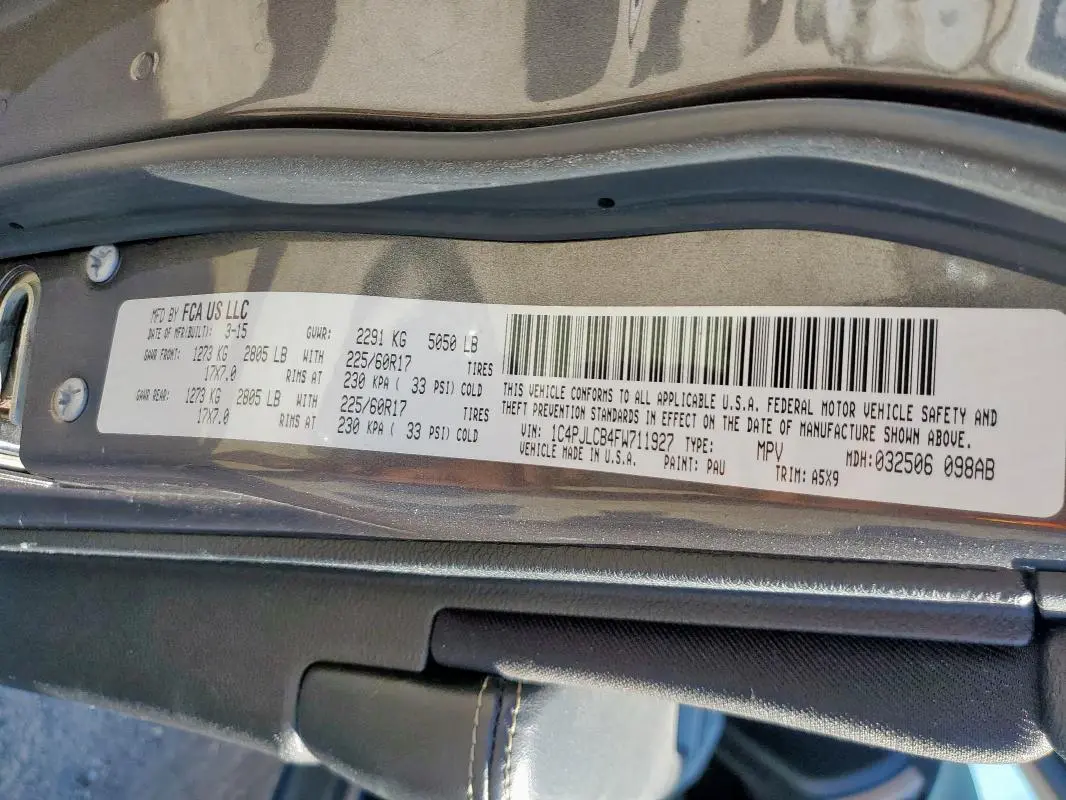 MFD BY FCA US LLC
DATE OF MFR(BUILT): 3-15 GVWR: 2291 KG 5050 LB
GAWR FRONT: 1273 KG 2805 LB WITH 225/60R17 TIRES
17X7.0 RIMS AT 230 KPA ( 33 PSI) COLD
GAWR REAR: 1273 KG 2805 LB WITH 225/60R17 TIRES
17X7.0 RIMS AT 230 KPA ( 33 PSI) COLD
THIS VEHICLE CONFORMS TO ALL APPLICABLE U.S.A. FEDERAL MOTOR VEHICLE SAFETY AND
THEFT PREVENTION STANDARDS IN EFFECT ON THE DATE OF MANUFACTURE SHOWN ABOVE.
VIN: 1C4PJLCB4FW711927 TYPE: MPV MDH:032506 098AB
VEHICLE MADE IN U.S.A. PAINT: PAU TRIM: A5X9